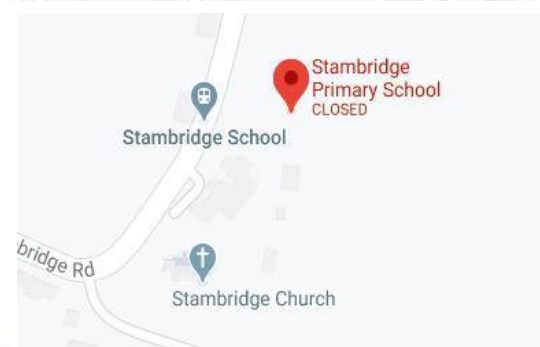 Stambridge
Primary School
CLOSED
Stambridge School
bridge Rd
Stambridge Church